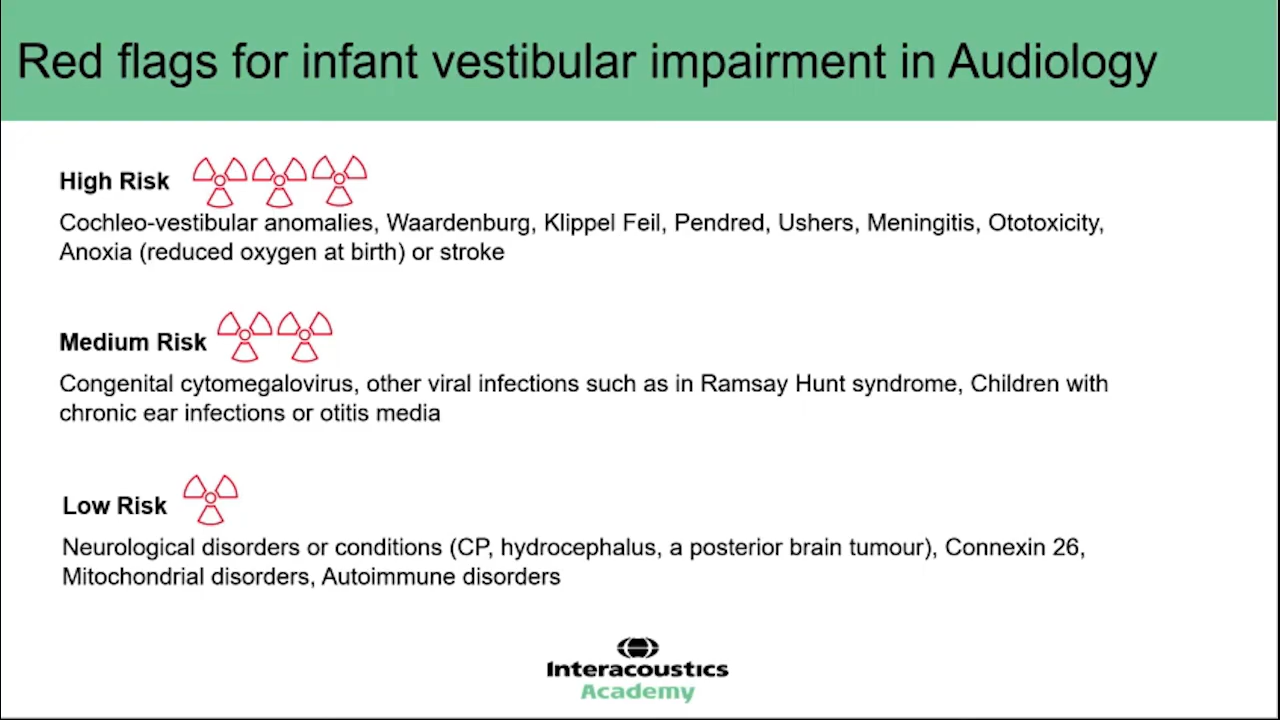 Red flags for infant vestibular impairment in Audiology
High Risk
Cochleo-vestibular anomalies, Waardenburg, Klippel Feil, Pendred, Ushers, Meningitis, Ototoxicity,
Anoxia (reduced oxygen at birth) or stroke
Medium Risk
Congenital cytomegalovirus, other viral infections such as in Ramsay Hunt syndrome, Children with
chronic ear infections or otitis media
Low Risk
Neurological disorders or conditions (CP, hydrocephalus, a posterior brain tumour), Connexin 26,
Mitochondrial disorders, Autoimmune disorders
Interacoustics
Academy